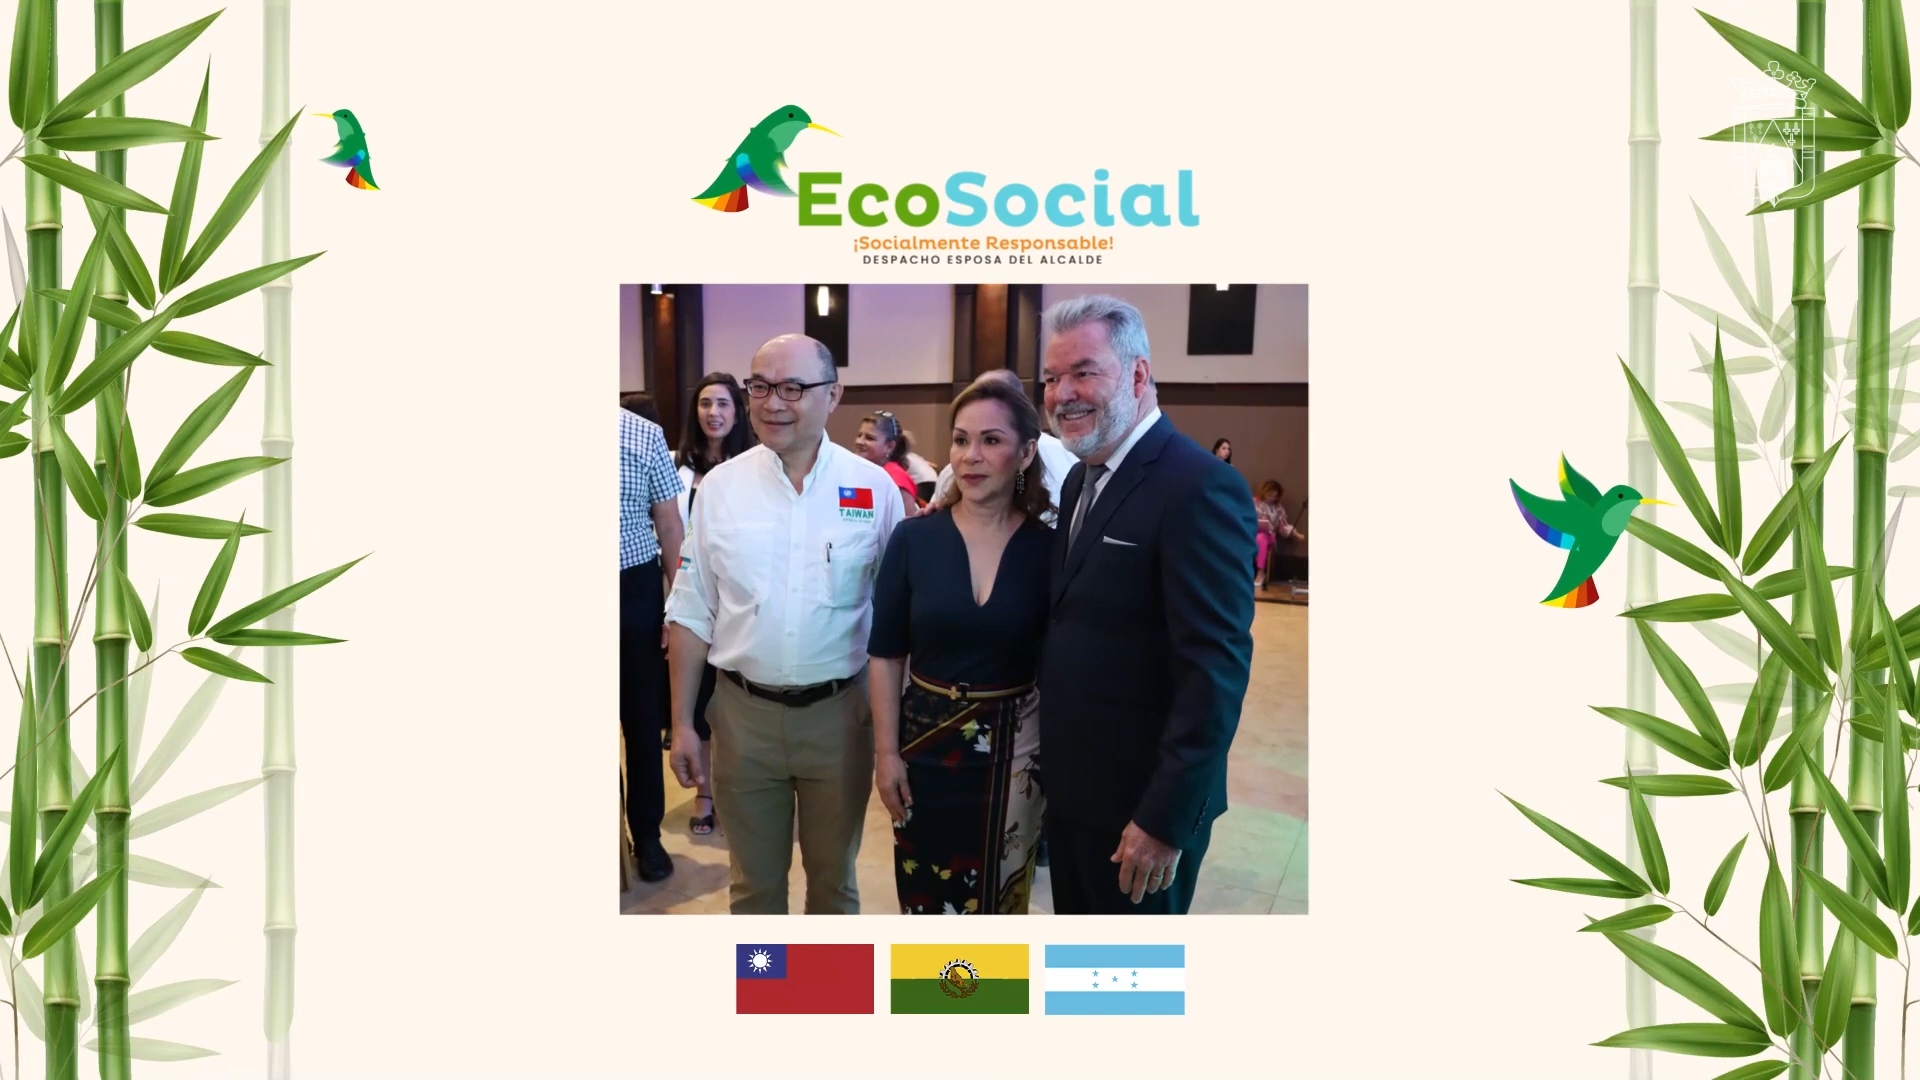 EcoSocial
¡Socialmente Responsable!
DESPACHO ESPOSA DEL ALCALDE
TAIWAN